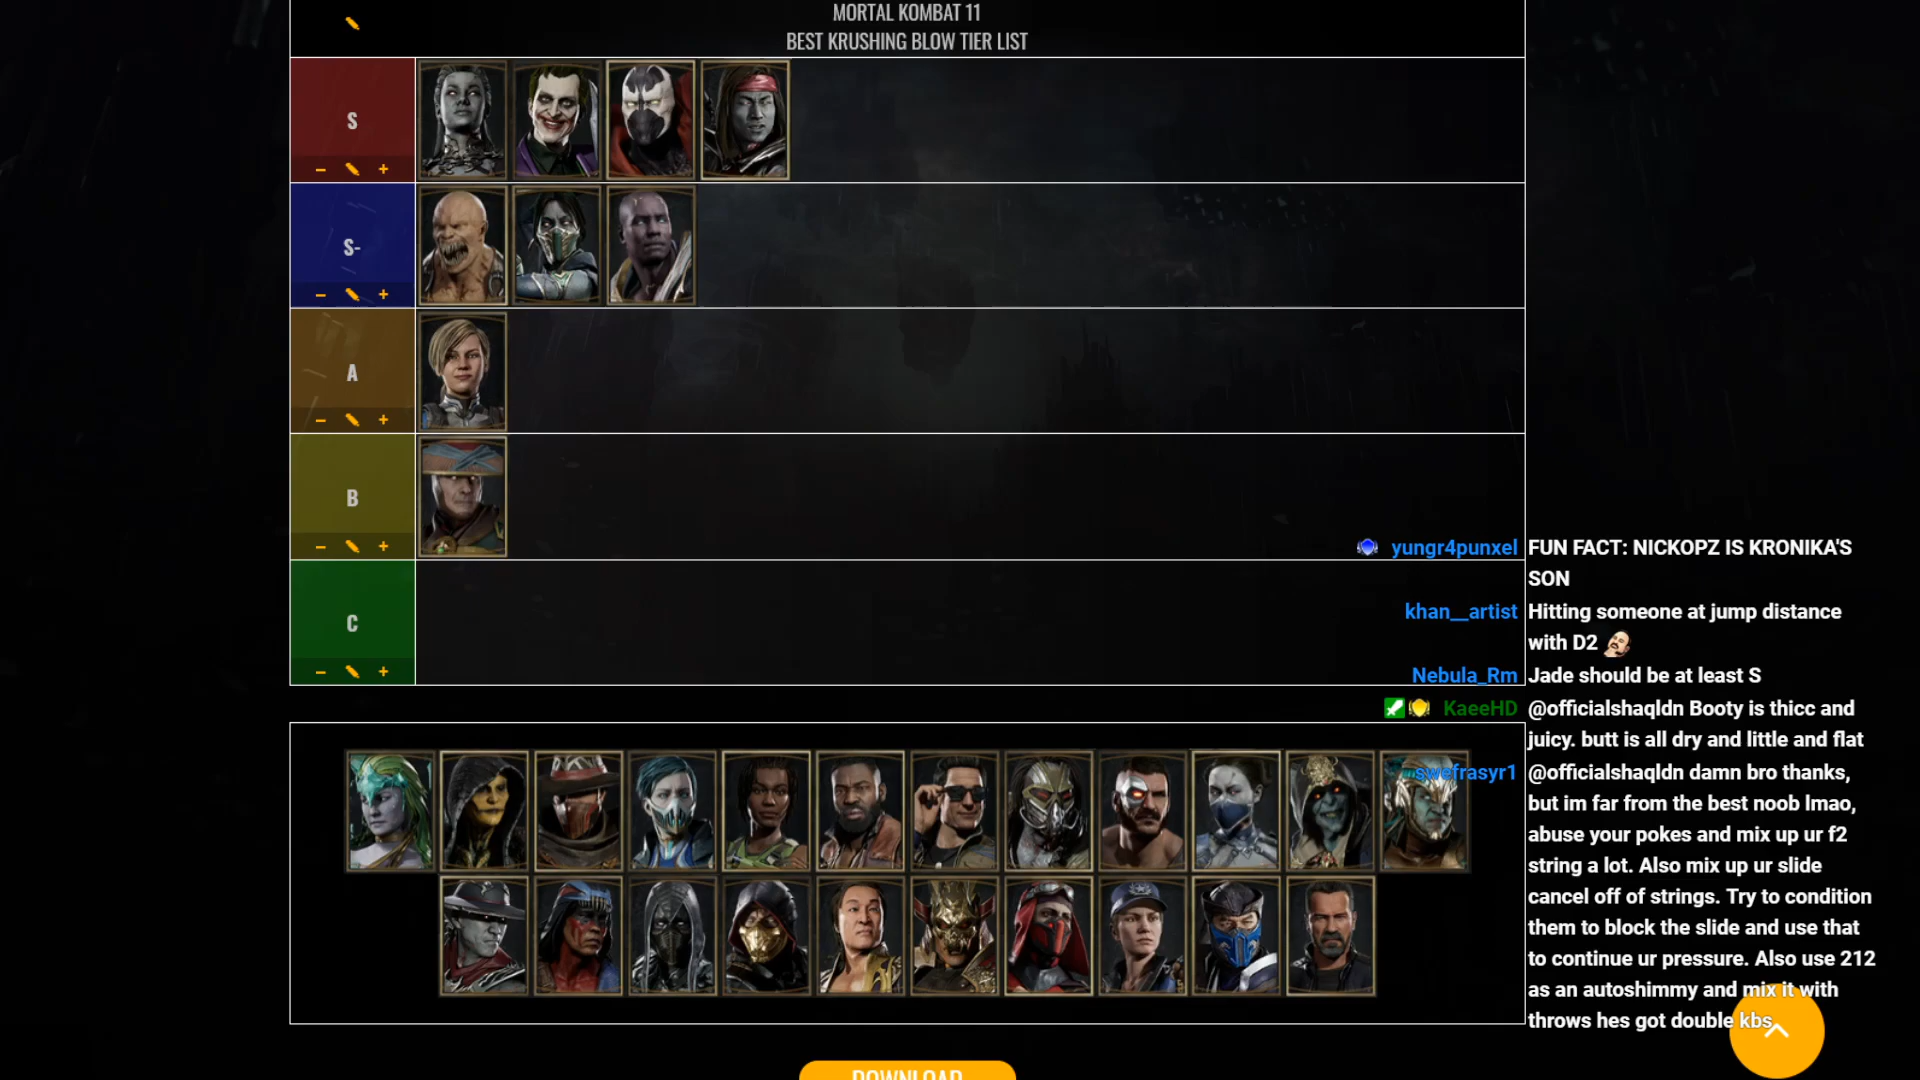 MORTAL KOMBAT 11
BEST KRUSHING BLOW TIER LIST
S
S-
A
B
C
yungr4punxel FUN FACT: NICKOPZ IS KRONIKA'S
SON
khan__artist Hitting someone at jump distance
with D2
Nebula_Rm Jade should be at least S
KaeeHD @officialshaqldn Booty is thicc and
juicy. butt is all dry and little and flat
swefrasyr1 @officialshaqldn damn bro thanks,
but im far from the best noob lmao,
abuse your pokes and mix up ur f2
string a lot. Also mix up ur slide
cancel off of strings. Try to condition
them to block the slide and use that
to continue ur pressure. Also use 212
as an autoshimmy and mix it with
throws hes got double kbs
DOWNLOAD